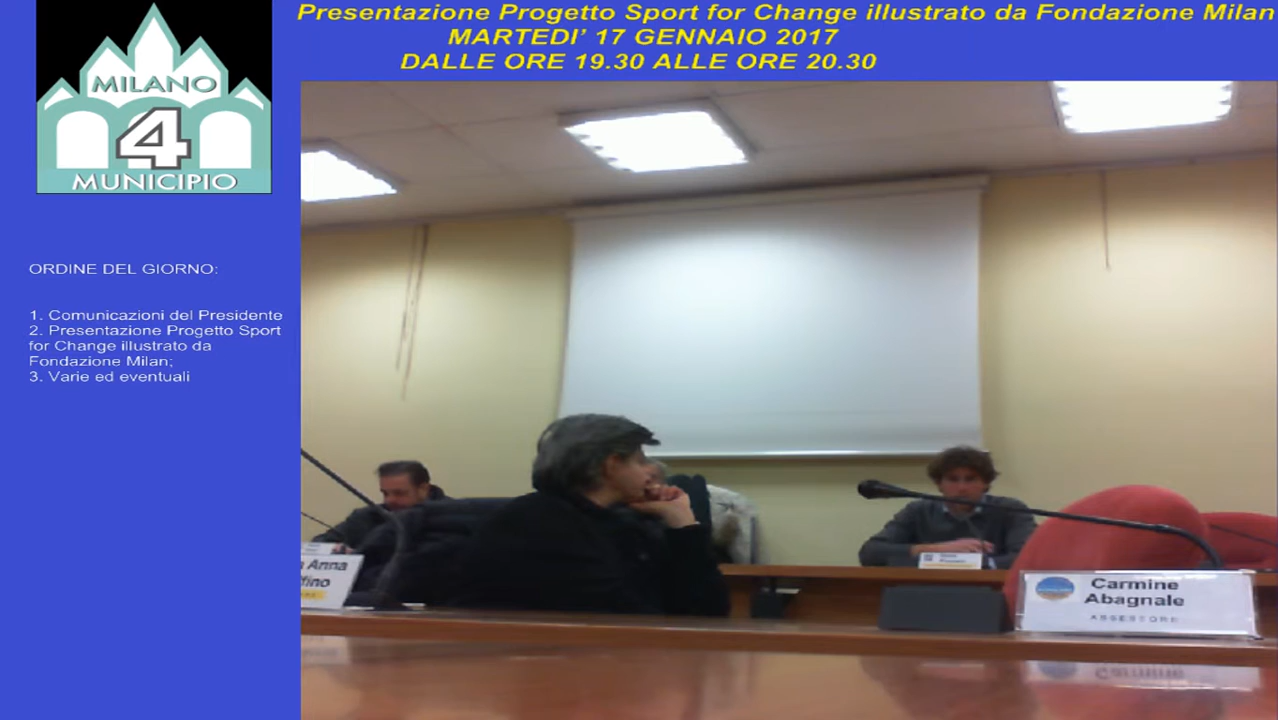 Presentazione Progetto Sport for Change illustrato da Fondazione Milan
MARTEDI' 17 GENNAIO 2017
DALLE ORE 19.30 ALLE ORE 20.30
MILANO
4
MUNICIPIO
ORDINE DEL GIORNO:
1. Comunicazioni del Presidente
2. Presentazione Progetto Sport
for Change illustrato da
Fondazione Milan;
3. Varie ed eventuali
Anna
Carmine
Abagnale
ASSESSORE